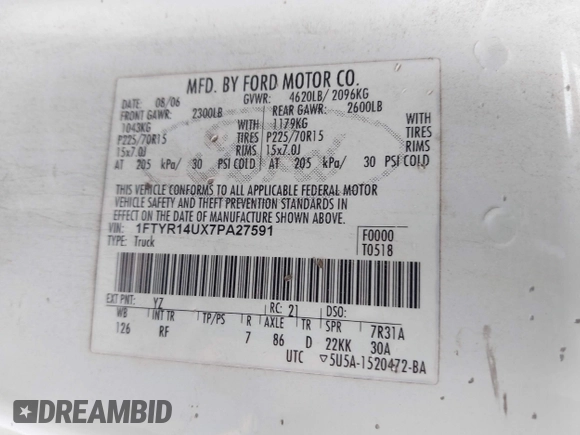 MFD. BY FORD MOTOR CO.
DATE: 08/06 GVWR: 4620LB/ 2096KG
FRONT GAWR: 2300LB REAR GAWR: 2600LB
1043KG WITH 1179KG WITH
P225/70R15 TIRES P225/70R15 TIRES
15x7.0J RIMS 15x7.0J RIMS
AT 205 kPa/ 30 PSI COLD AT 205 kPa/ 30 PSI COLD
THIS VEHICLE CONFORMS TO ALL APPLICABLE FEDERAL MOTOR
VEHICLE SAFETY AND THEFT PREVENTION STANDARDS IN
EFFECT ON THE DATE OF MANUFACTURE SHOWN ABOVE.
VIN: 1FTYR14UX7PA27591 F0000
TYPE: Truck T0518
EXT PNT: YZ RC: 21 DSO:
WB INT TR TP/PS R AXLE TR SPR 7R31A
126 RF 7 86 D 22KK 30A
UTC ▽5U5A-1520472-BA
DREAMBID